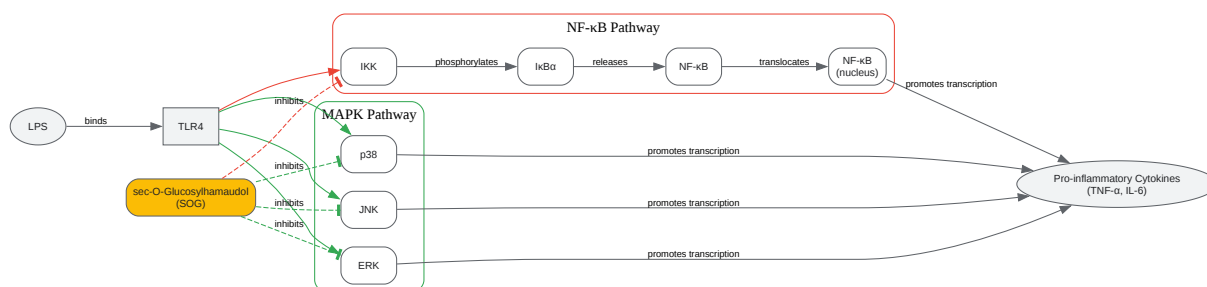 NF-κB Pathway
IKK
phosphorylates
IκBα
releases
NF-κB
translocates
NF-κB
(nucleus)
promotes transcription
LPS
binds
TLR4
inhibits
MAPK Pathway
p38
inhibits
promotes transcription
sec-O-Glucosylhamaudol
(SOG)
inhibits
JNK
promotes transcription
inhibits
ERK
promotes transcription
Pro-inflammatory Cytokines
(TNF-α, IL-6)